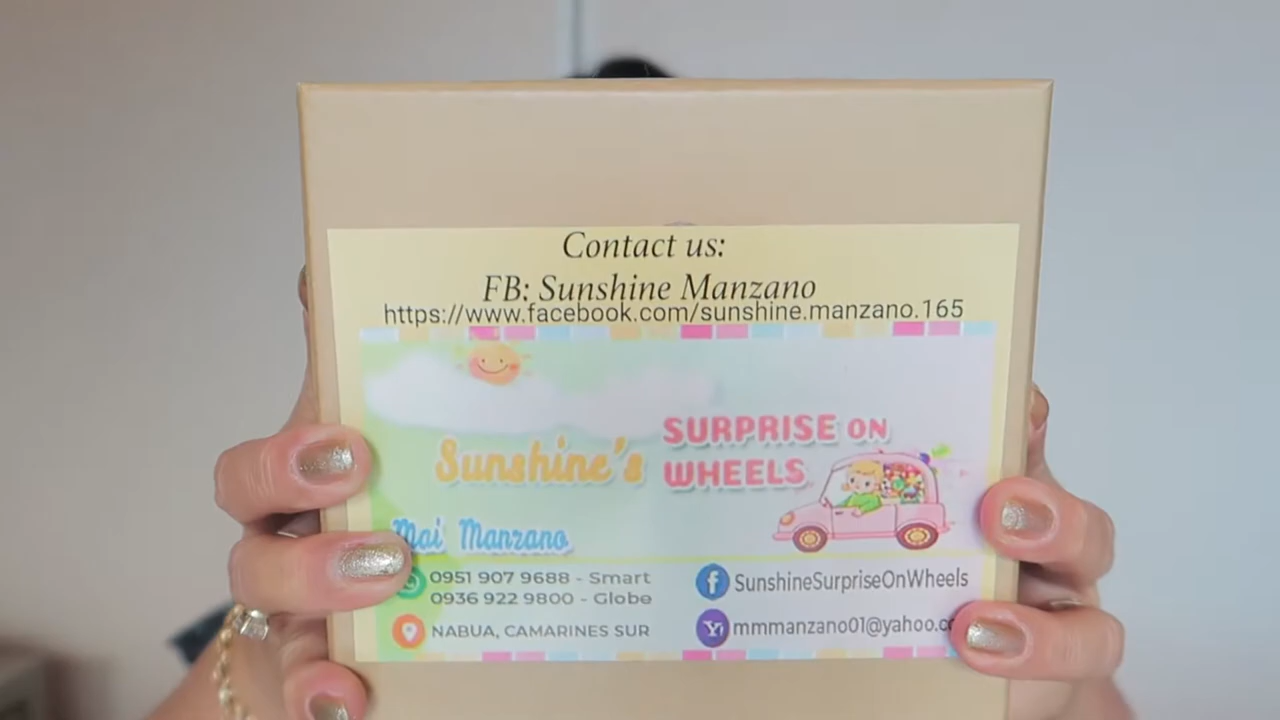 Contact us:
FB: Sunshine Manzano
https://www.facebook.com/sunshine.manzano.165
Sunshine's SURPRISE ON WHEELS
Mai Manzano
0951 907 9688 - Smart
0936 922 9800 - Globe
NABUA, CAMARINES SUR
SunshineSurpriseOnWheels
mmmanzano01@yahoo.c